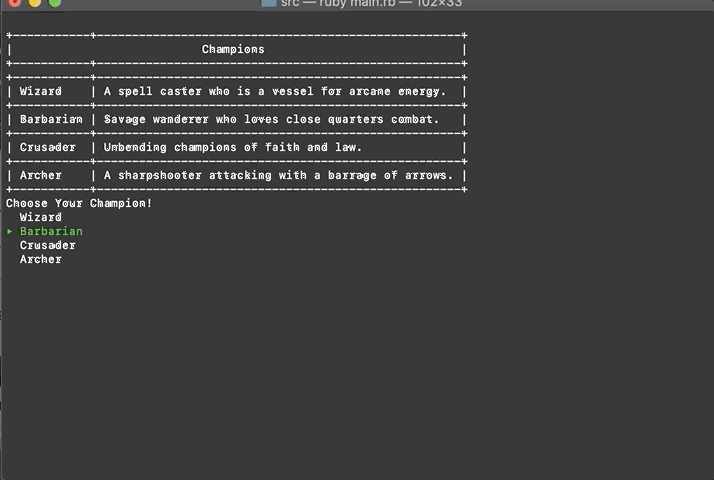 src — ruby main.rb — 102×33
Champions
Wizard | A spell caster who is a vessel for arcane energy.
Barbarian | Savage wanderer who loves close quarters combat.
Crusader | Unbending champions of faith and law.
Archer | A sharpshooter attacking with a barrage of arrows.
Choose Your Champion!
Wizard
▸ Barbarian
Crusader
Archer